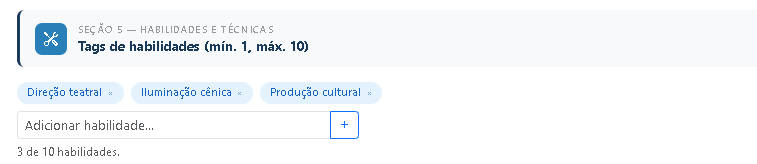 SEÇÃO 5 — HABILIDADES E TÉCNICAS
Tags de habilidades (mín. 1, máx. 10)
Direção teatral × Iluminação cênica × Produção cultural ×
Adicionar habilidade... +
3 de 10 habilidades.